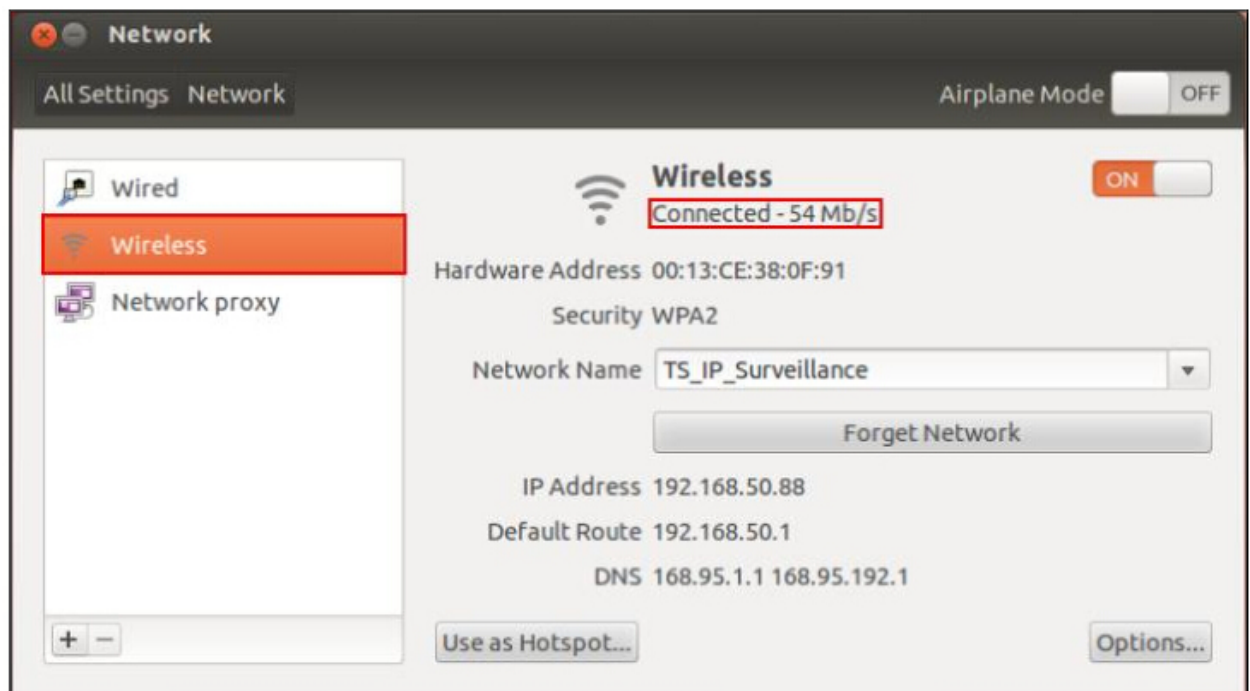 Network
All Settings Network
Airplane Mode OFF
Wired
Wireless
Network proxy
+ −
Wireless
ON
Connected - 54 Mb/s
Hardware Address 00:13:CE:38:0F:91
Security WPA2
Network Name TS_IP_Surveillance
Forget Network
IP Address 192.168.50.88
Default Route 192.168.50.1
DNS 168.95.1.1 168.95.192.1
Use as Hotspot...
Options...